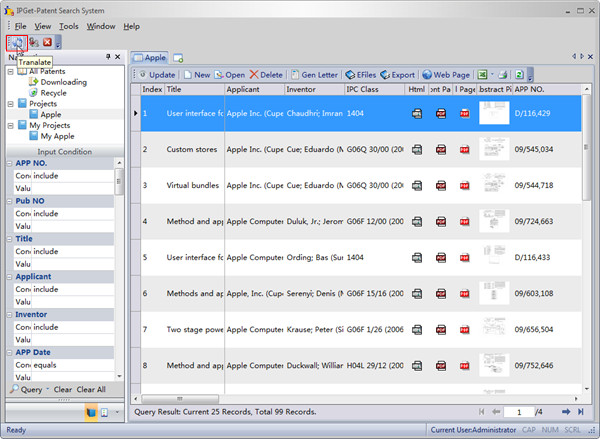 IPGet-Patent Search System
File View Tools Window Help
Tranalate
All Patents
Downloading
Recycle
Projects
Apple
My Projects
My Apple
Input Condition
APP NO.
Con include
Valu
Pub NO
Con include
Valu
Title
Con include
Valu
Applicant
Con include
Valu
Inventor
Con include
Valu
APP Date
Con equals
Valu
Query Clear Clear All
Apple
Update New Open Delete Gen Letter EFiles Export Web Page
Index Title Applicant Inventor IPC Class Html ont Pa l Page bstract Pi APP NO.
1 User interface fo Apple Inc. (Cupe Chaudhri; Imran 1404 D/116,429
2 Custom stores Apple Inc. (Cupe Cue; Eduardo (M G06Q 30/00 (200 09/545,034
3 Virtual bundles Apple Inc. (Cupe Cue; Eduardo (M G06Q 30/00 (200 09/544,718
4 Method and app Apple Computer Duluk, Jr.; Jerom G06F 12/00 (200 09/724,663
5 User interface fo Apple Computer Ording; Bas (Sun 1404 D/116,433
6 Methods and ap Apple, Inc. (Cupe Serenyi; Denis (M G06F 15/16 (200 09/603,108
7 Two stage powe Apple Computer Krause; Peter (Si G06F 1/26 (2006 09/656,504
8 Method and app Apple Computer Duckwall; Williar H04L 29/12 (200 09/752,646
Query Result: Current 25 Records, Total 99 Records.
1 /4
Ready
Current User:Administrator CAP NUM SCRL